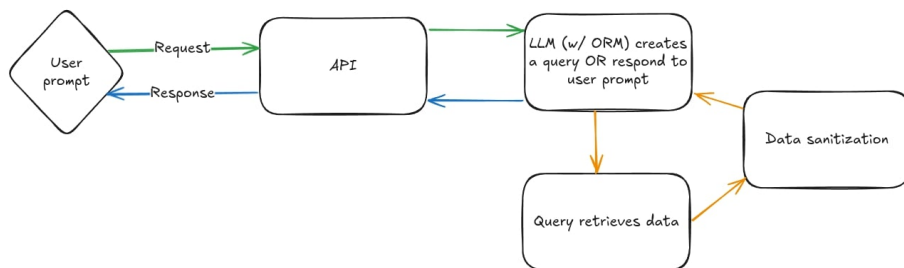 User
prompt
Request
Response
API
LLM (w/ ORM) creates
a query OR respond to
user prompt
Data sanitization
Query retrieves data